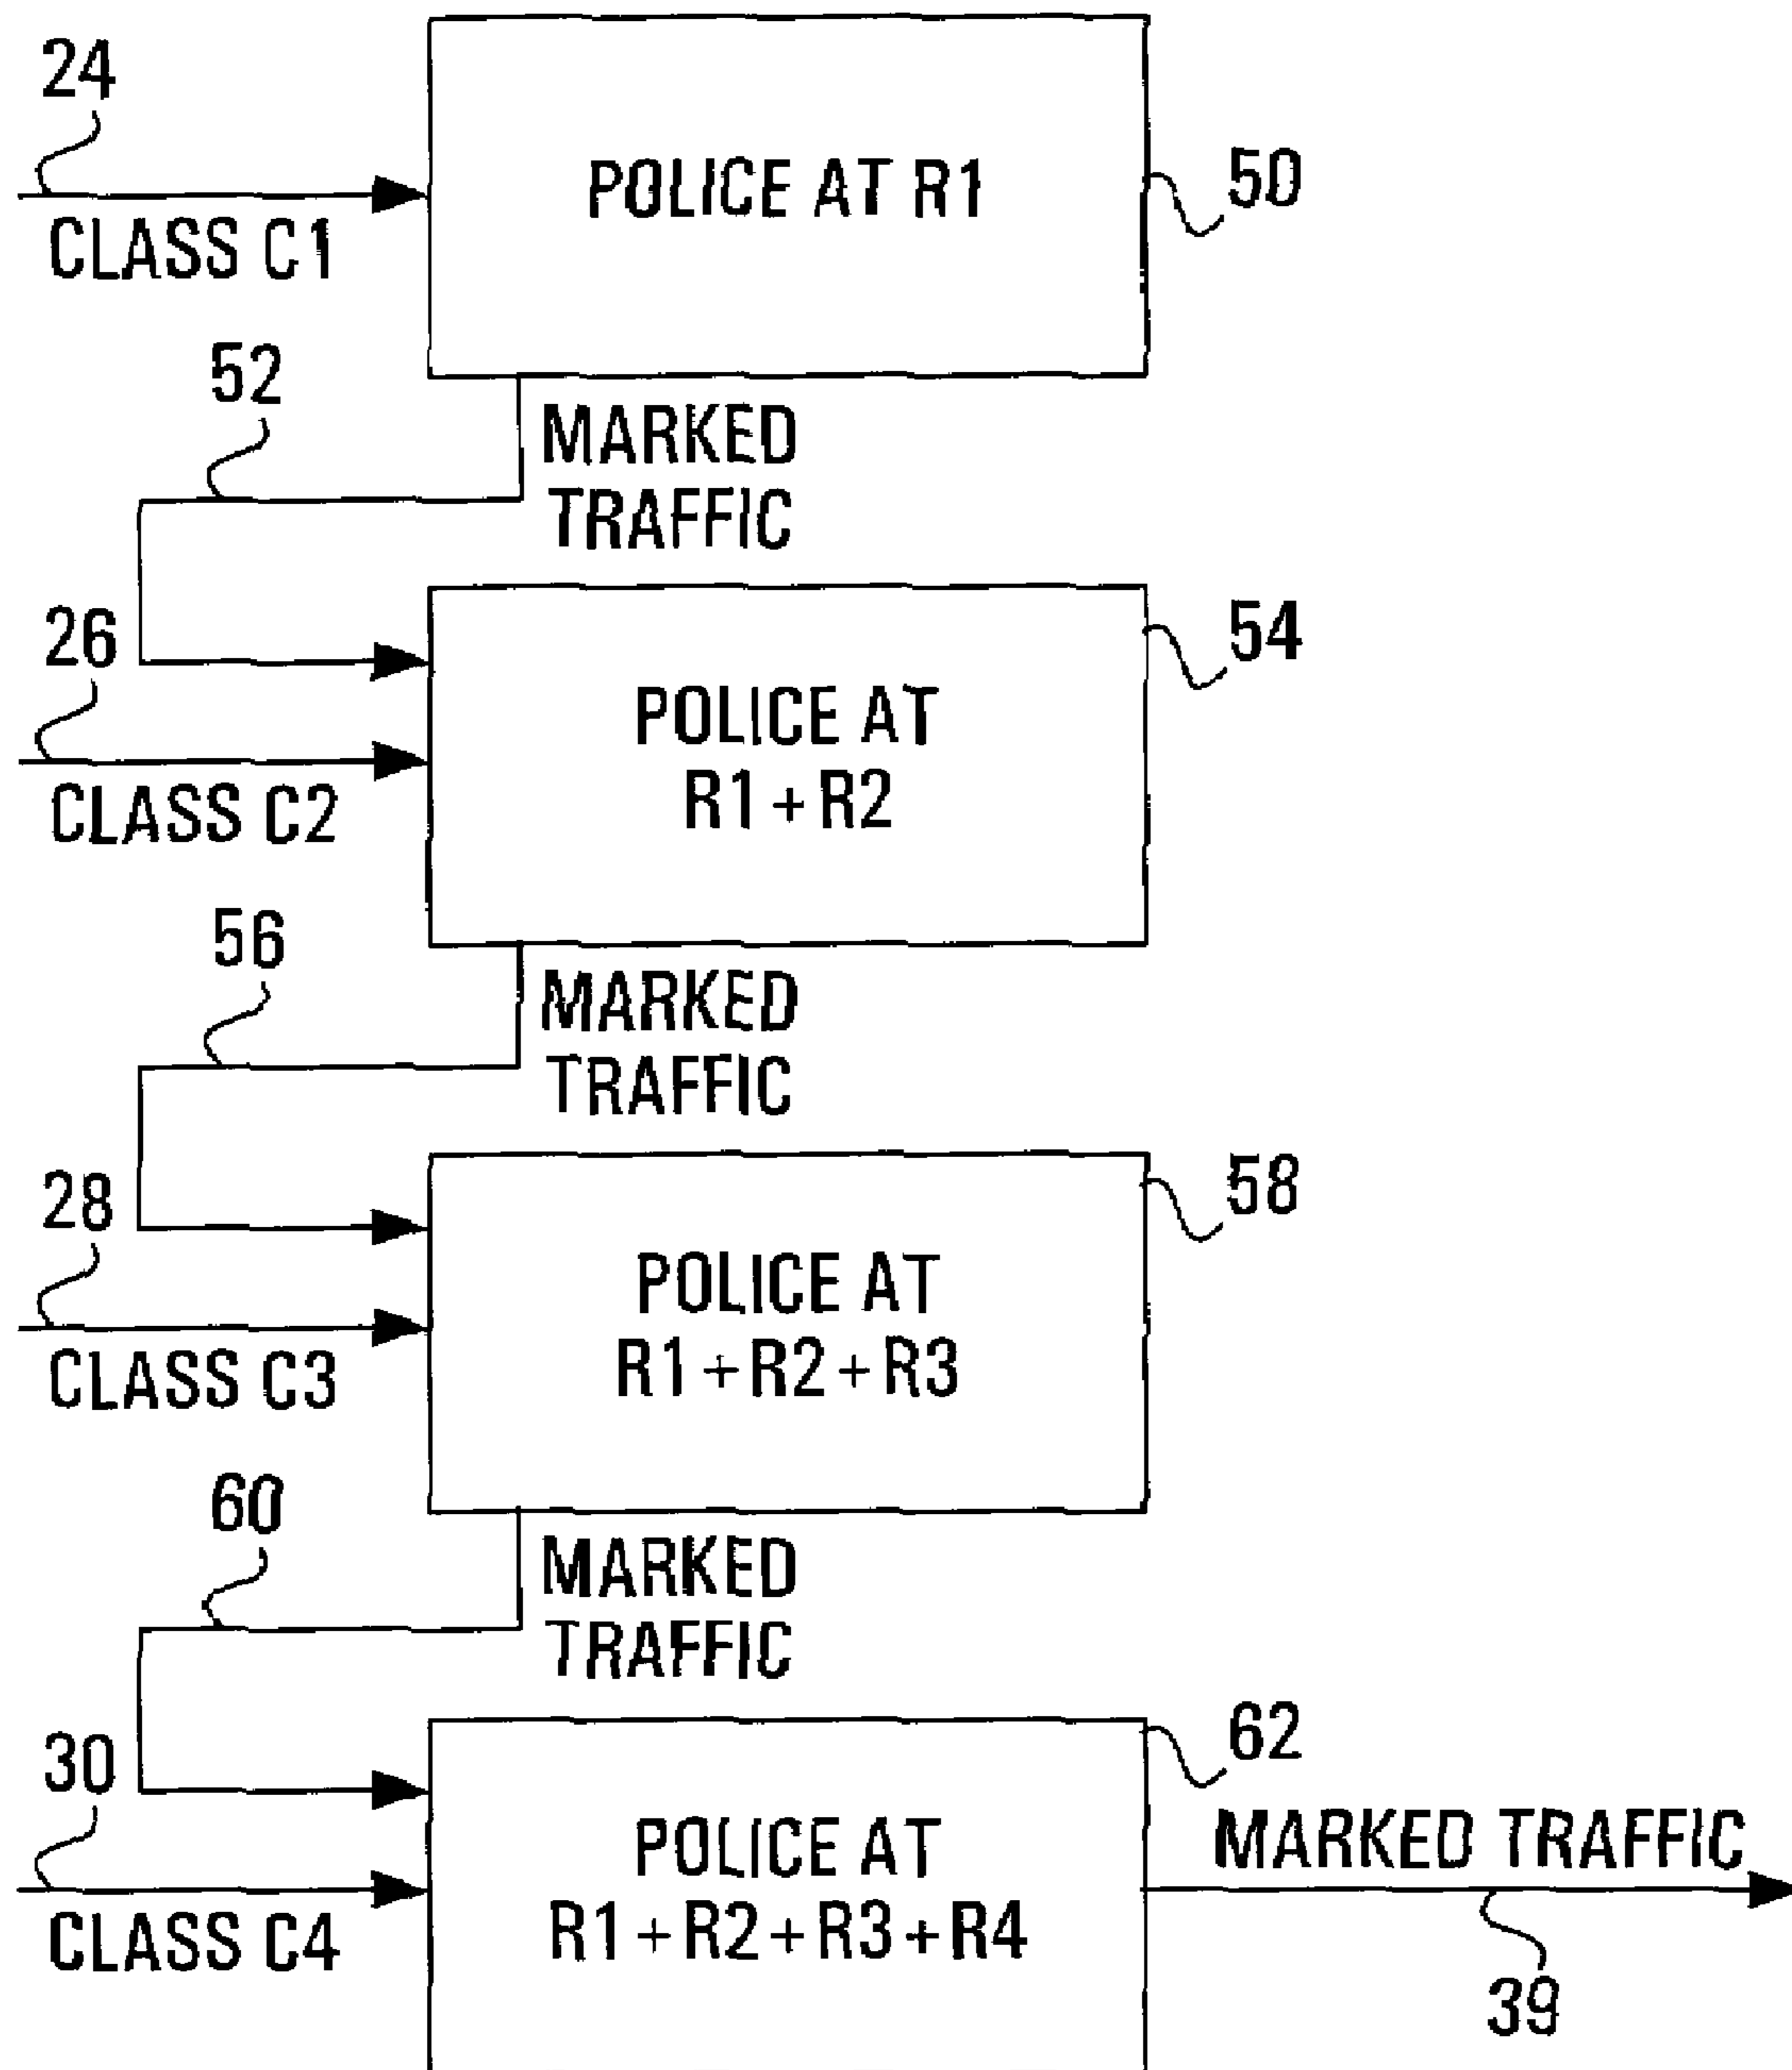 24
CLASS C1
POLICE AT R1
50
52
MARKED
TRAFFIC
26
CLASS C2
POLICE AT
R1+R2
54
56
MARKED
TRAFFIC
28
CLASS C3
POLICE AT
R1+R2+R3
58
60
MARKED
TRAFFIC
30
CLASS C4
POLICE AT
R1+R2+R3+R4
62
MARKED TRAFFIC
39